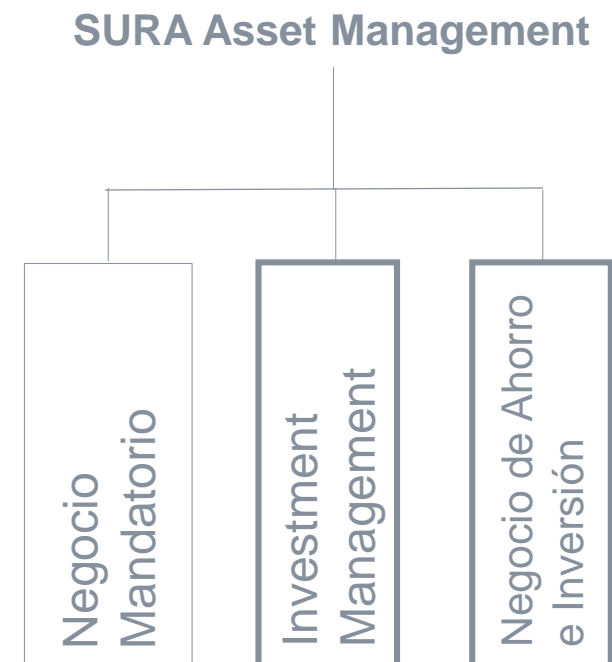 SURA Asset Management
Negocio
Mandatorio
Investment
Management
Negocio de Ahorro
e Inversión